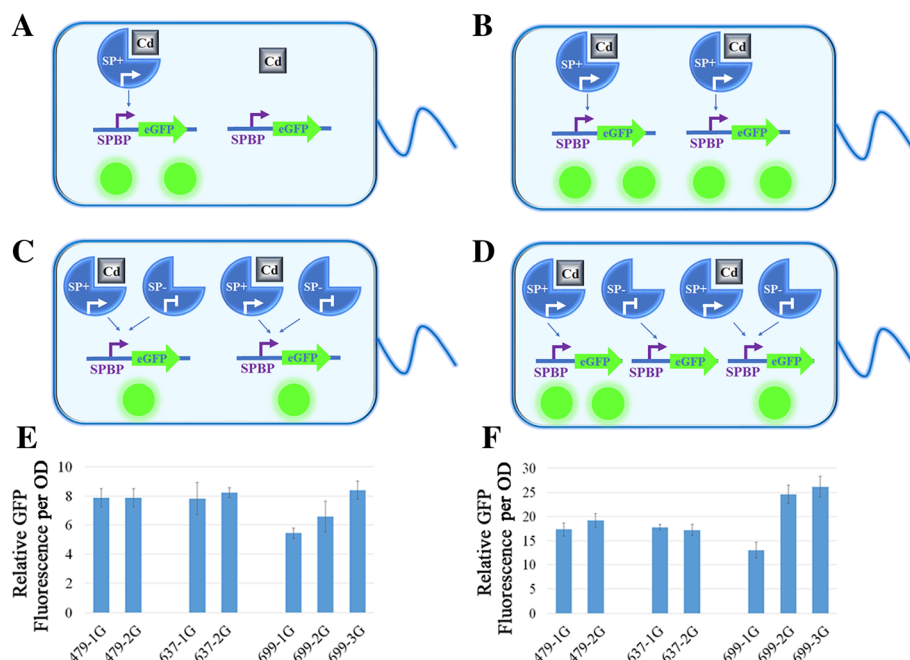 A
Cd
SP+
Cd
SPBP
eGFP
SPBP
eGFP
B
Cd
SP+
Cd
SP+
SPBP
eGFP
SPBP
eGFP
C
SP+
Cd
SP-
SP+
Cd
SP-
SPBP
eGFP
SPBP
eGFP
D
SP+
Cd
SP-
SP+
Cd
SP-
SPBP
eGFP
SPBP
eGFP
SPBP
eGFP
E
Relative GFP
Fluorescence per OD
10
8
6
4
2
0
479-1G
479-2G
637-1G
637-2G
699-1G
699-2G
699-3G
F
Relative GFP
Fluorescence per OD
30
25
20
15
10
5
0
479-1G
479-2G
637-1G
637-2G
699-1G
699-2G
699-3G